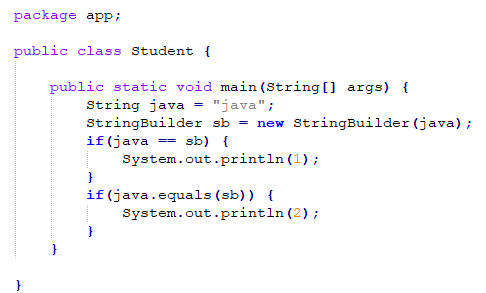 package app;
public class Student {
public static void main(String[] args) {
String java = "java";
StringBuilder sb = new StringBuilder(java);
if(java == sb) {
System.out.println(1);
}
if(java.equals(sb)) {
System.out.println(2);
}
}
}